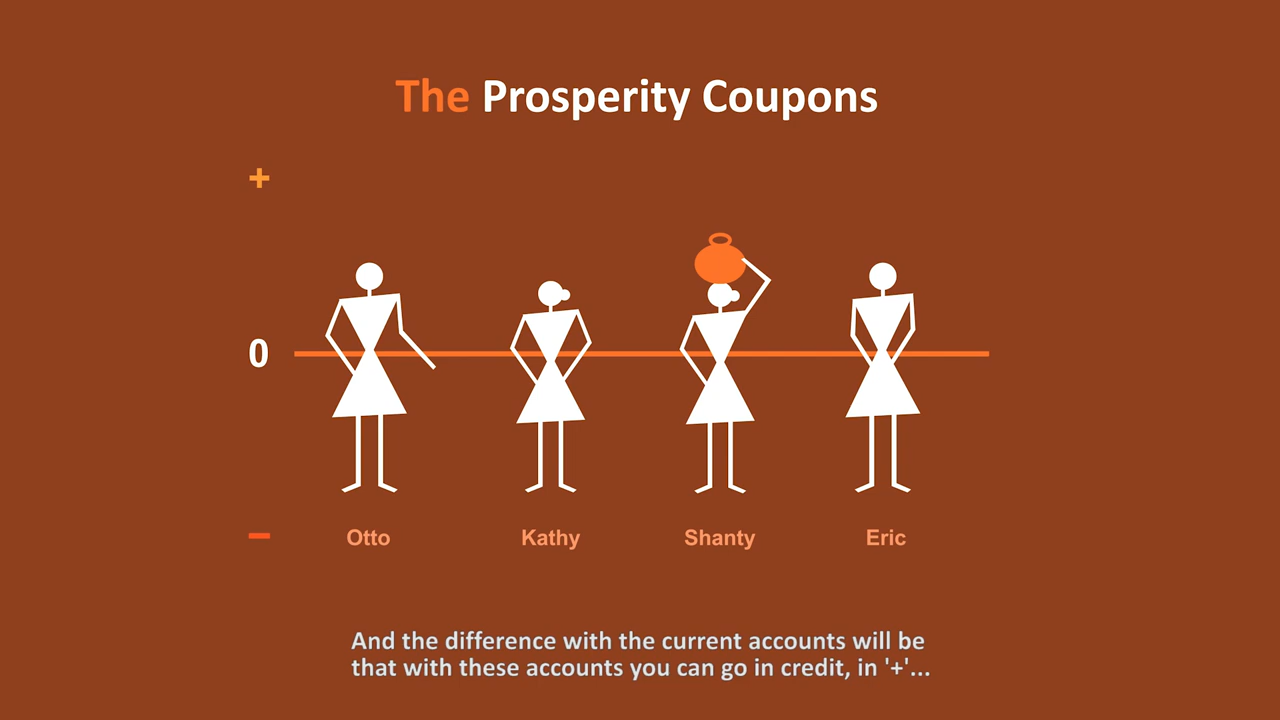 The Prosperity Coupons
+
0
–
Otto Kathy Shanty Eric
And the difference with the current accounts will be
that with these accounts you can go in credit, in '+'...